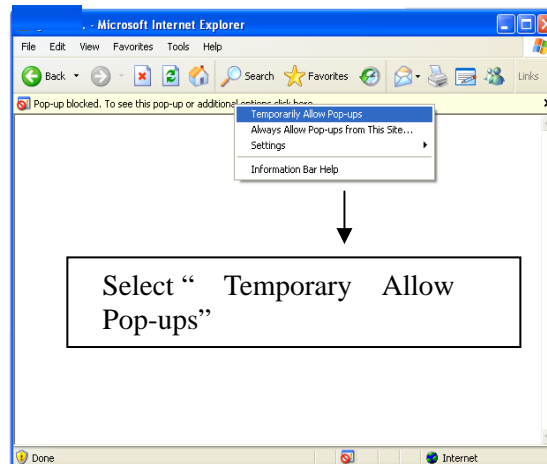 . - Microsoft Internet Explorer
File Edit View Favorites Tools Help
Back Search Favorites Links
Pop-up blocked. To see this pop-up or additional options click here
Temporarily Allow Pop-ups
Always Allow Pop-ups from This Site...
Settings
Information Bar Help
Select “ Temporary Allow
Pop-ups”
Done Internet